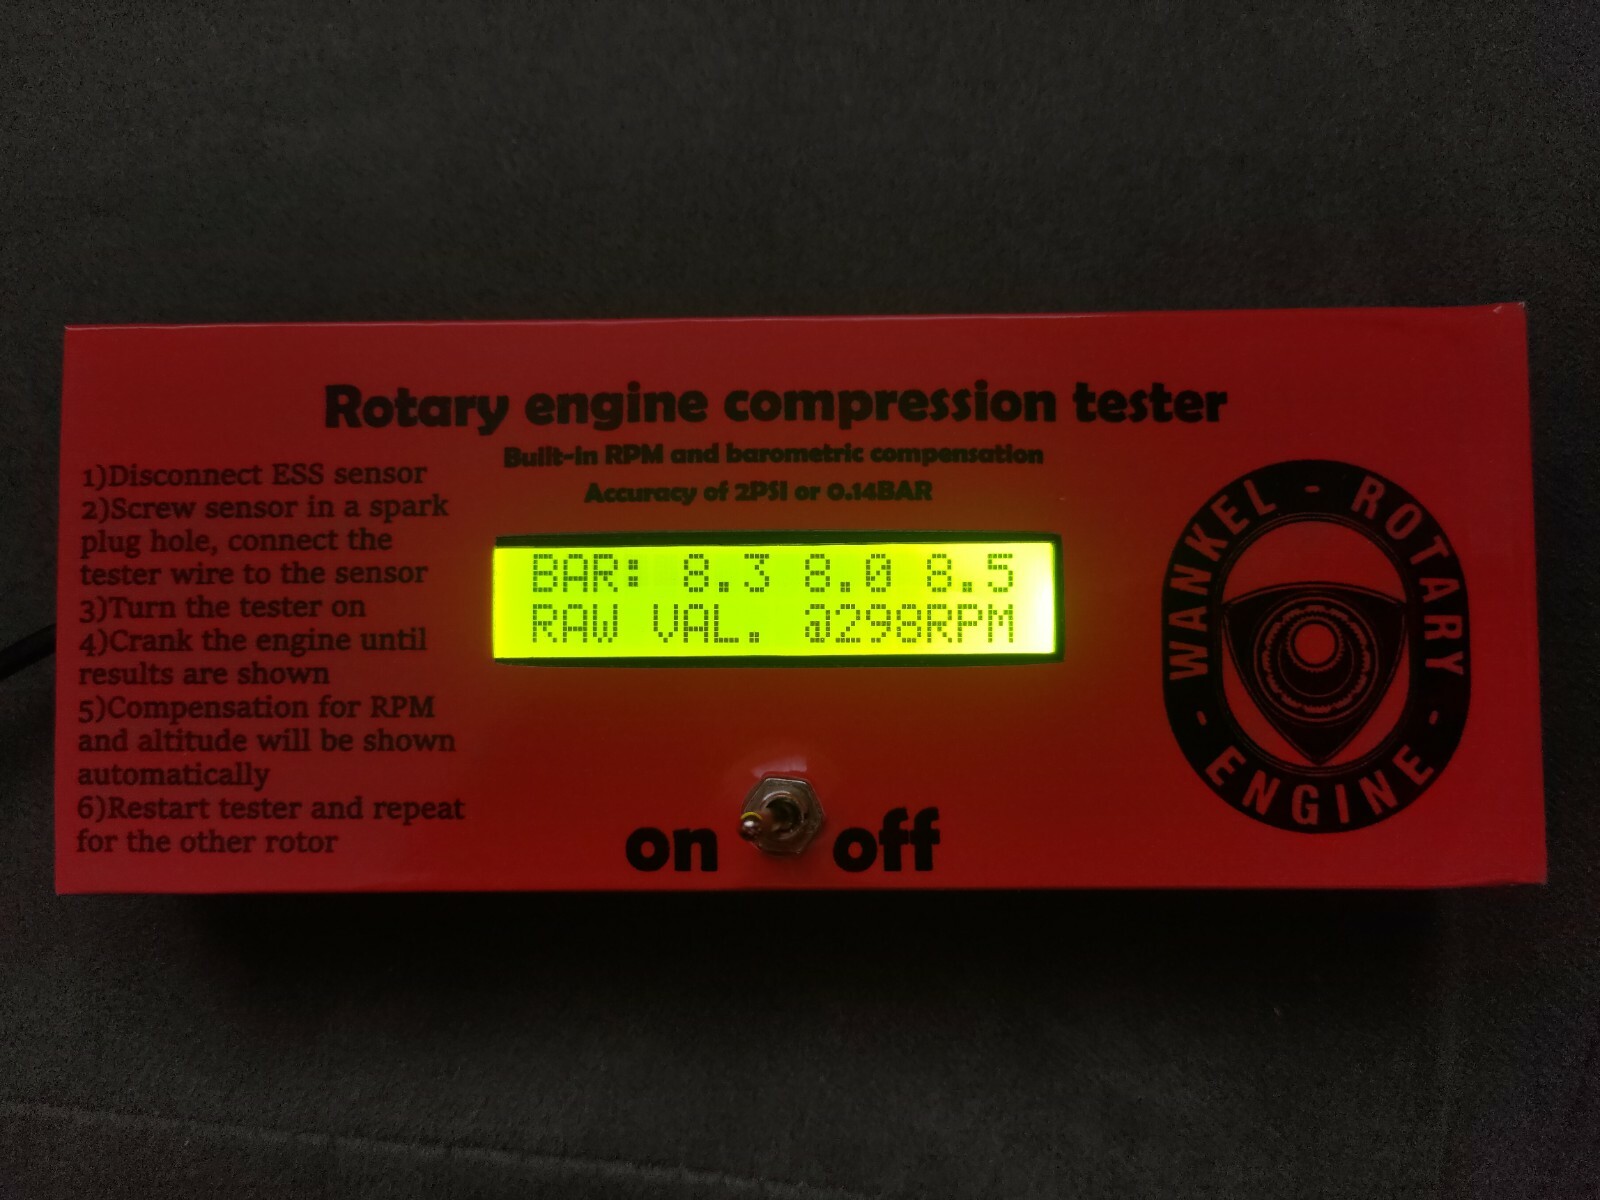 Rotary engine compression tester
Built-in RPM and barometric compensation
Accuracy of 2PSI or 0.14BAR
1)Disconnect ESS sensor
2)Screw sensor in a spark
plug hole, connect the
tester wire to the sensor
3)Turn the tester on
4)Crank the engine until
results are shown
5)Compensation for RPM
and altitude will be shown
automatically
6)Restart tester and repeat
for the other rotor
BAR: 8.3 8.0 8.5
RAW VAL. @298RPM
on off
WANKEL - ROTARY - ENGINE -